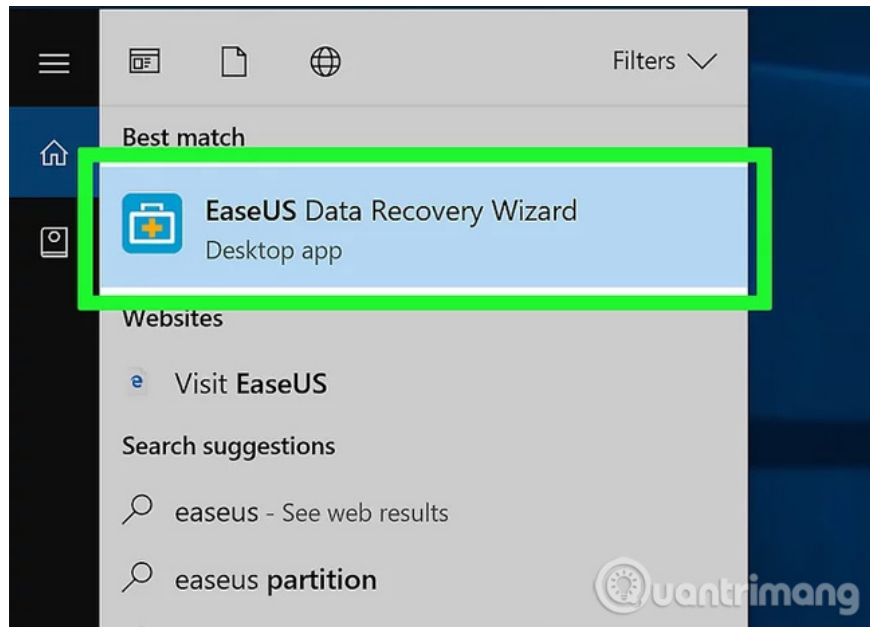 Filters
Best match
EaseUS Data Recovery Wizard
Desktop app
Websites
Visit EaseUS
Search suggestions
easeus - See web results
easeus partition
Quantrimang